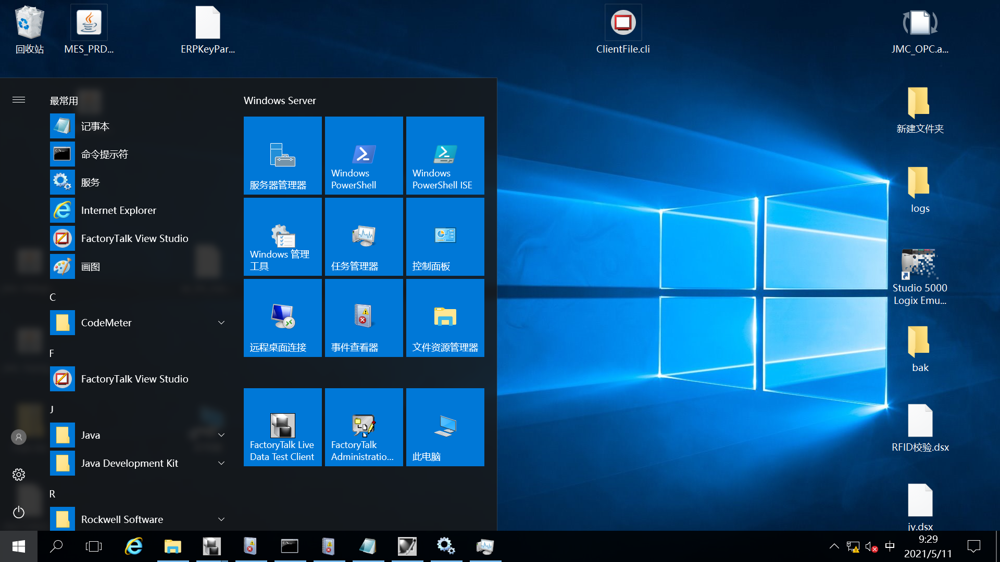 回收站
MES_PRD...
ERPKeyPar...
ClientFile.cli
JMC_OPC.a...
新建文件夹
logs
Studio 5000
Logix Emu...
bak
RFID校验.dsx
jy.dsx
最常用
记事本
命令提示符
服务
Internet Explorer
FactoryTalk View Studio
画图
C
CodeMeter
F
FactoryTalk View Studio
J
Java
Java Development Kit
R
Rockwell Software
Windows Server
服务器管理器
Windows
PowerShell
Windows
PowerShell ISE
Windows 管理
工具
任务管理器
控制面板
远程桌面连接
事件查看器
文件资源管理器
FactoryTalk Live
Data Test Client
FactoryTalk
Administratio...
此电脑
中
9:29
2021/5/11